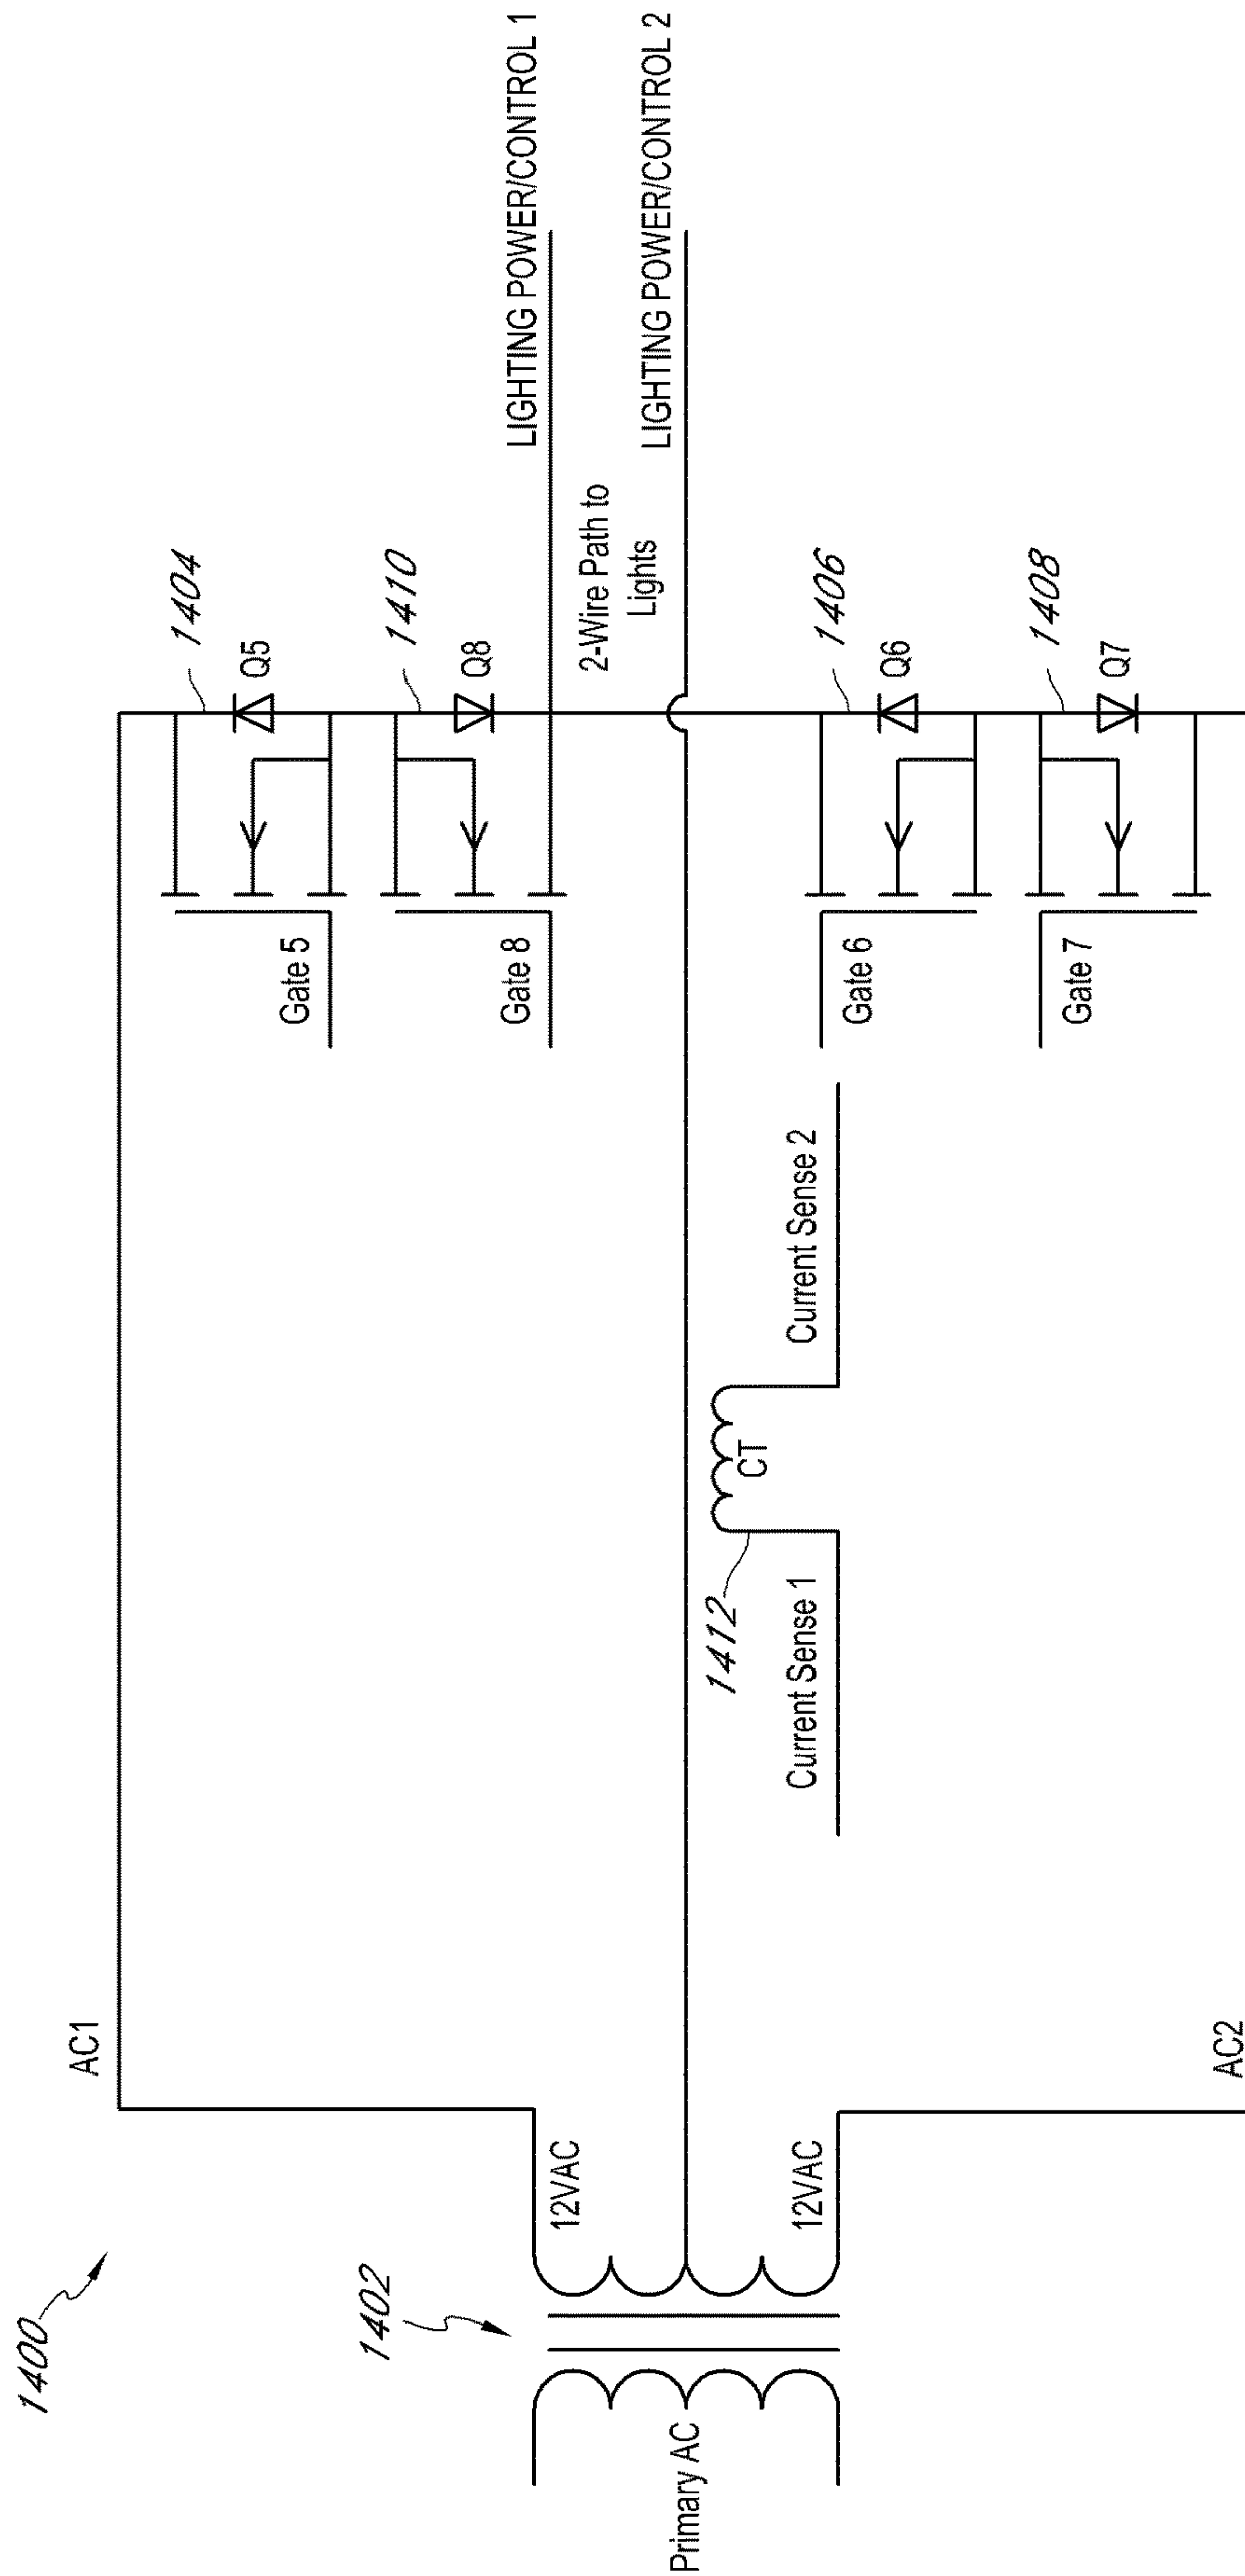 1400
1402
Primary AC
12VAC
12VAC
AC1
AC2
1412
CT
Current Sense 1
Current Sense 2
Gate 5
Gate 8
Gate 6
Gate 7
1404
Q5
1410
Q8
1406
Q6
1408
Q7
2-Wire Path to
Lights
LIGHTING POWER/CONTROL 1
LIGHTING POWER/CONTROL 2